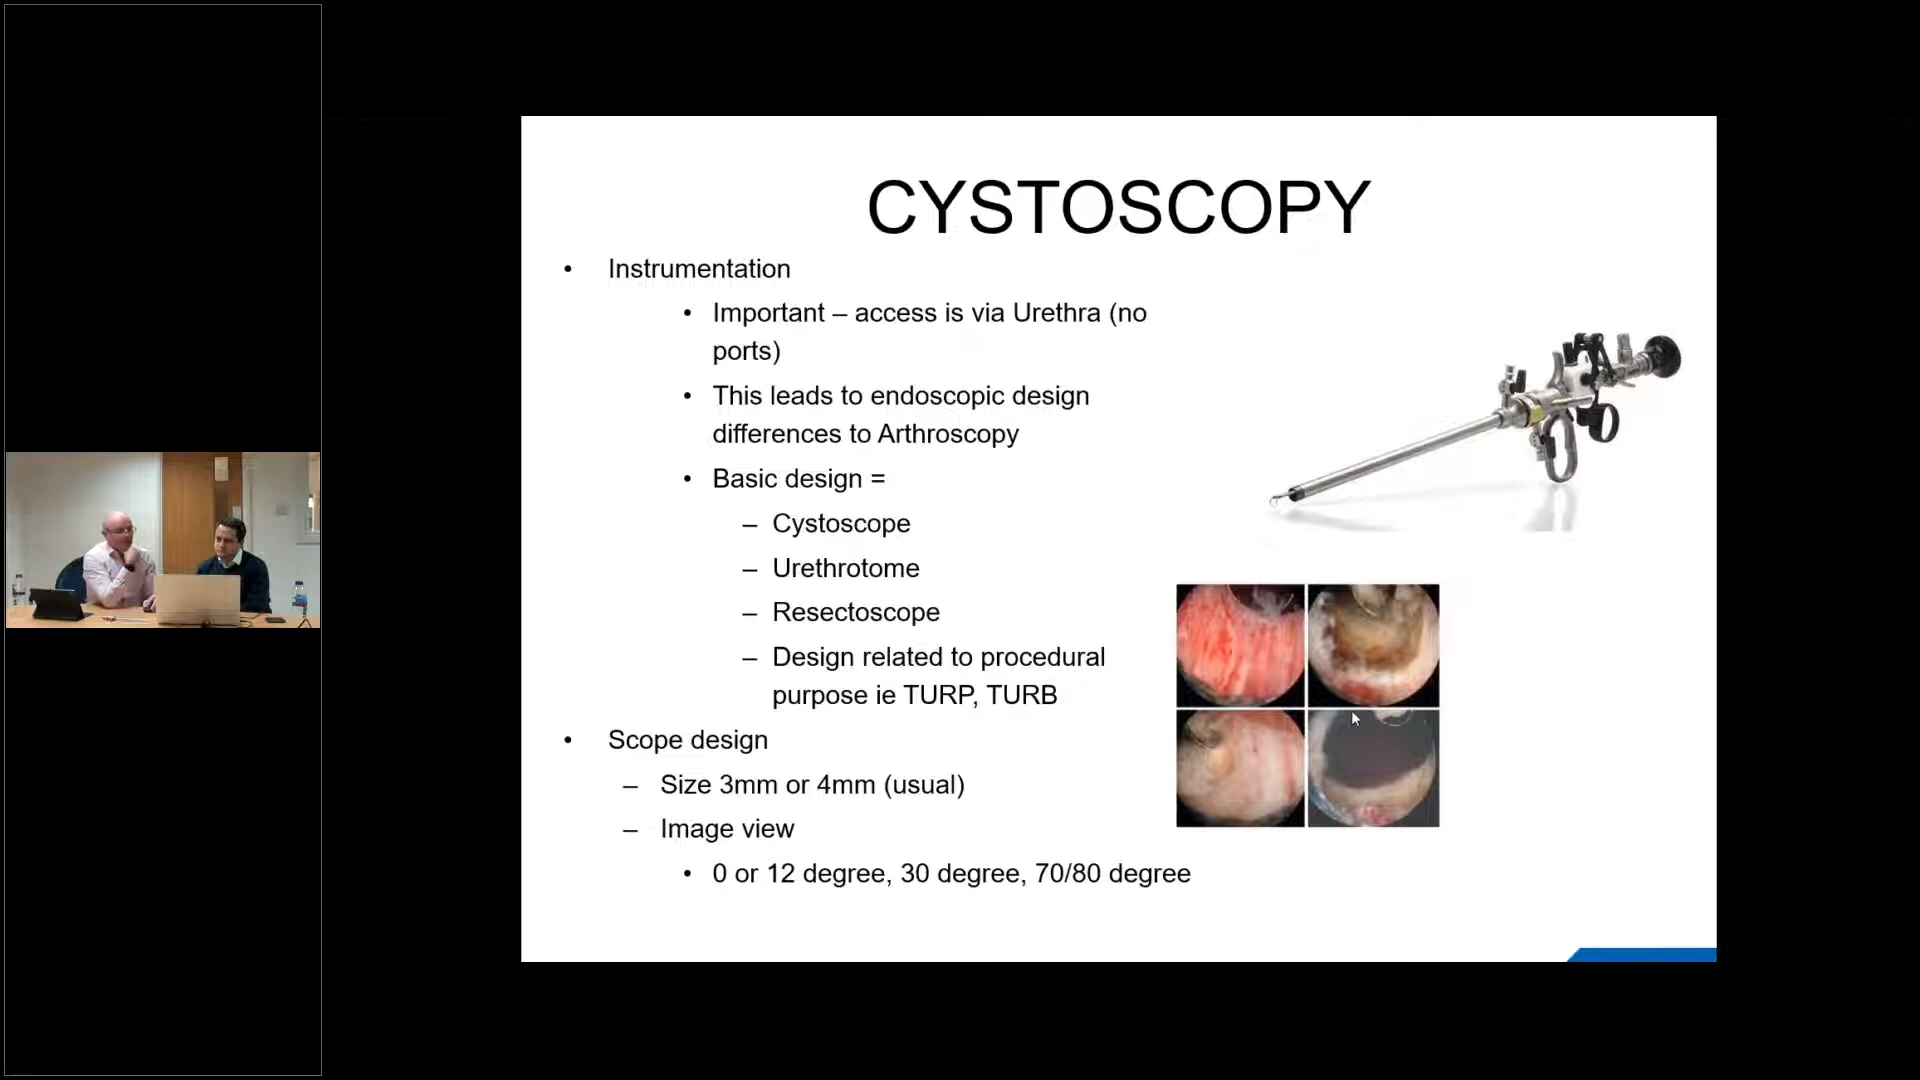 CYSTOSCOPY
• Instrumentation
• Important – access is via Urethra (no
ports)
• This leads to endoscopic design
differences to Arthroscopy
• Basic design =
– Cystoscope
– Urethrotome
– Resectoscope
– Design related to procedural
purpose ie TURP, TURB
• Scope design
– Size 3mm or 4mm (usual)
– Image view
• 0 or 12 degree, 30 degree, 70/80 degree